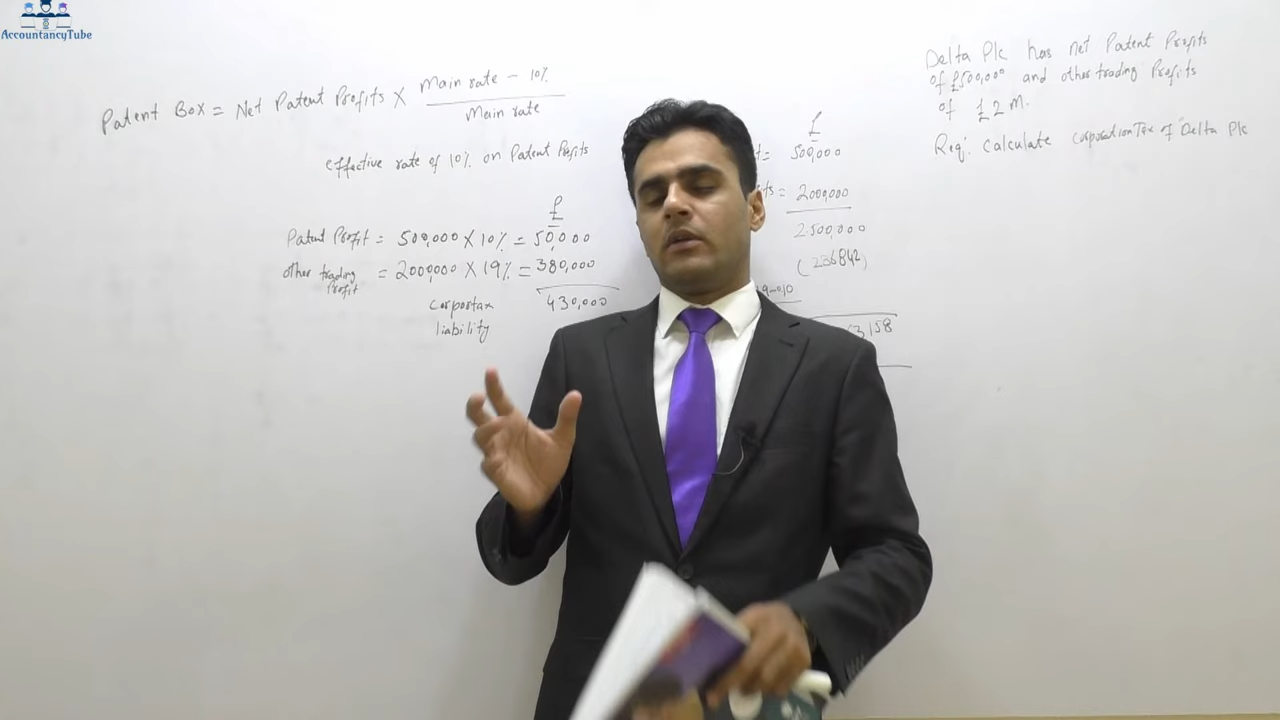 AccountancyTube
Patent Box = Net Patent Profits X Main rate - 10%
Main rate
effective rate of 10% on Patent Profits
£
Patent Profit = 500,000 X 10% = 50,000
other trading Profit = 2000,000 X 19% = 380,000
corpostax liability 430,000
£
= 500,000
= 2000,000
2.500,000
(236842)
3158
Delta Plc has net Patent Profits
of £500,000 and other trading Profits
of £2 m.
Req: Calculate corporation Tax of Delta Plc